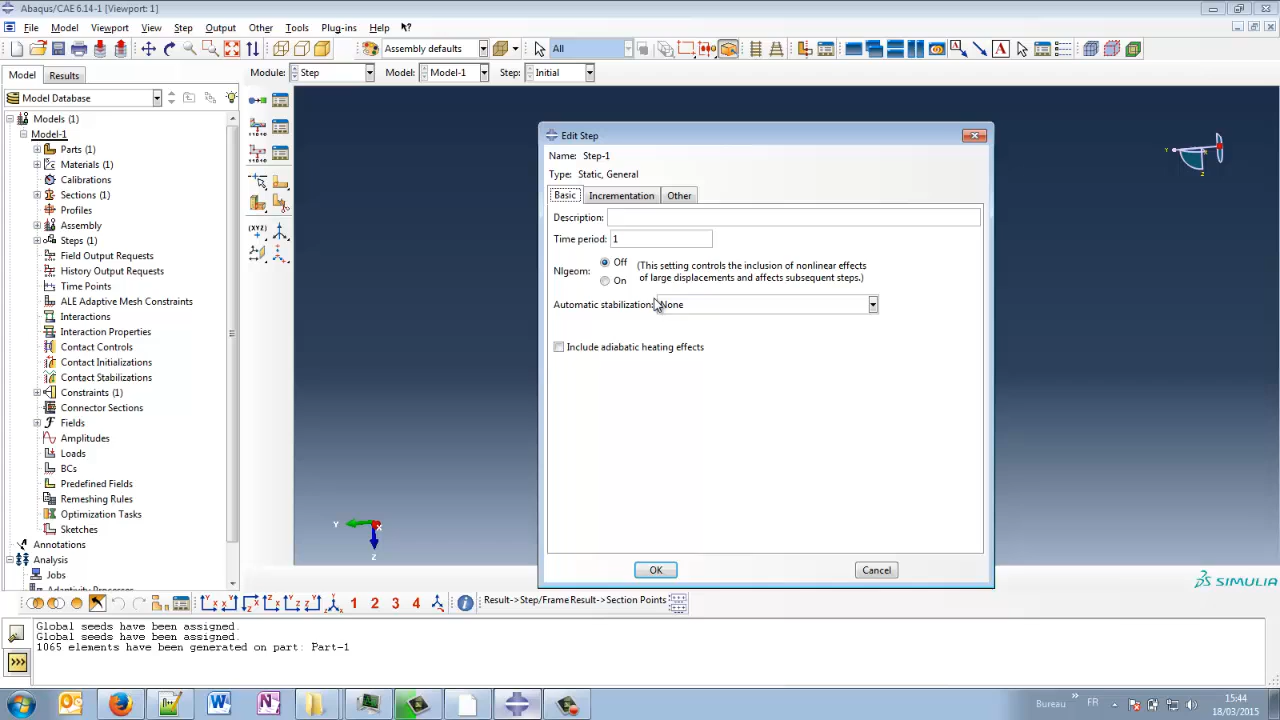 Abaqus/CAE 6.14-1 [Viewport: 1]
File Model Viewport View Step Output Other Tools Plug-ins Help
Assembly defaults All A
Model Results Module: Step Model: Model-1 Step: Initial
Model Database
Models (1)
Model-1
Parts (1)
Materials (1)
Calibrations
Sections (1)
Profiles
Assembly
Steps (1)
Field Output Requests
History Output Requests
Time Points
ALE Adaptive Mesh Constraints
Interactions
Interaction Properties
Contact Controls
Contact Initializations
Contact Stabilizations
Constraints (1)
Connector Sections
Fields
Amplitudes
Loads
BCs
Predefined Fields
Remeshing Rules
Optimization Tasks
Sketches
Annotations
Analysis
Jobs
(XYZ)
Edit Step
Name: Step-1
Type: Static, General
Basic Incrementation Other
Description:
Time period: 1
Nlgeom: Off
On
(This setting controls the inclusion of nonlinear effects
of large displacements and affects subsequent steps.)
Automatic stabilization: None
Include adiabatic heating effects
OK Cancel
Y X Z
Y Z
SIMULIA
1 2 3 4
Result->Step/Frame Result->Section Points
Global seeds have been assigned.
Global seeds have been assigned.
1065 elements have been generated on part: Part-1
>>>
Bureau » FR 15:44
18/03/2015